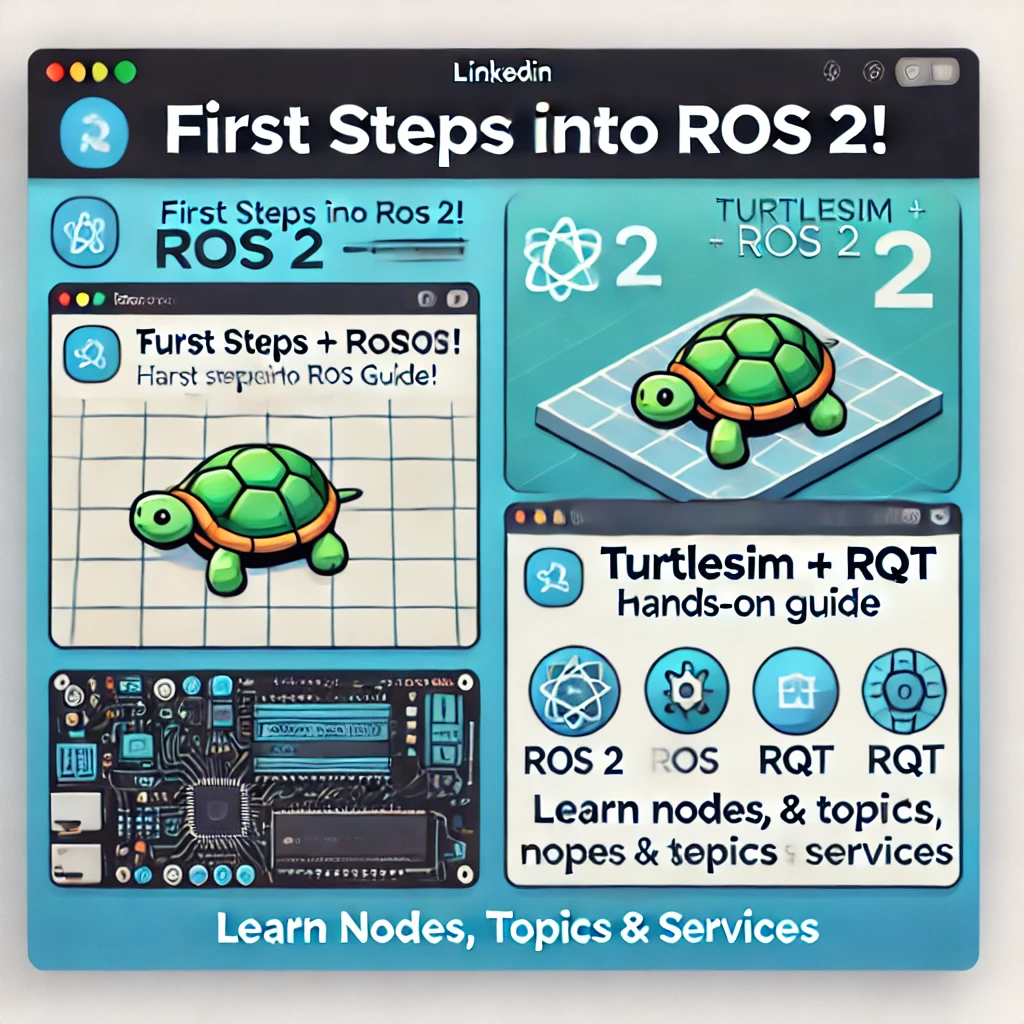 Linkedin
First Steps into ROS 2!
First Steps ino Ros 2!
ROS 2
TURTLESIM +
+ ROS 2
2
2
Furst Steps + RoSOS!
Harst ROS Gukde!
Turtlesim + RQT
hands-on guide
ROS 2 ROS RQT RQT
Learn nodes, & topics,
nopes & tepics services
Learn Nodes, Topics & Services